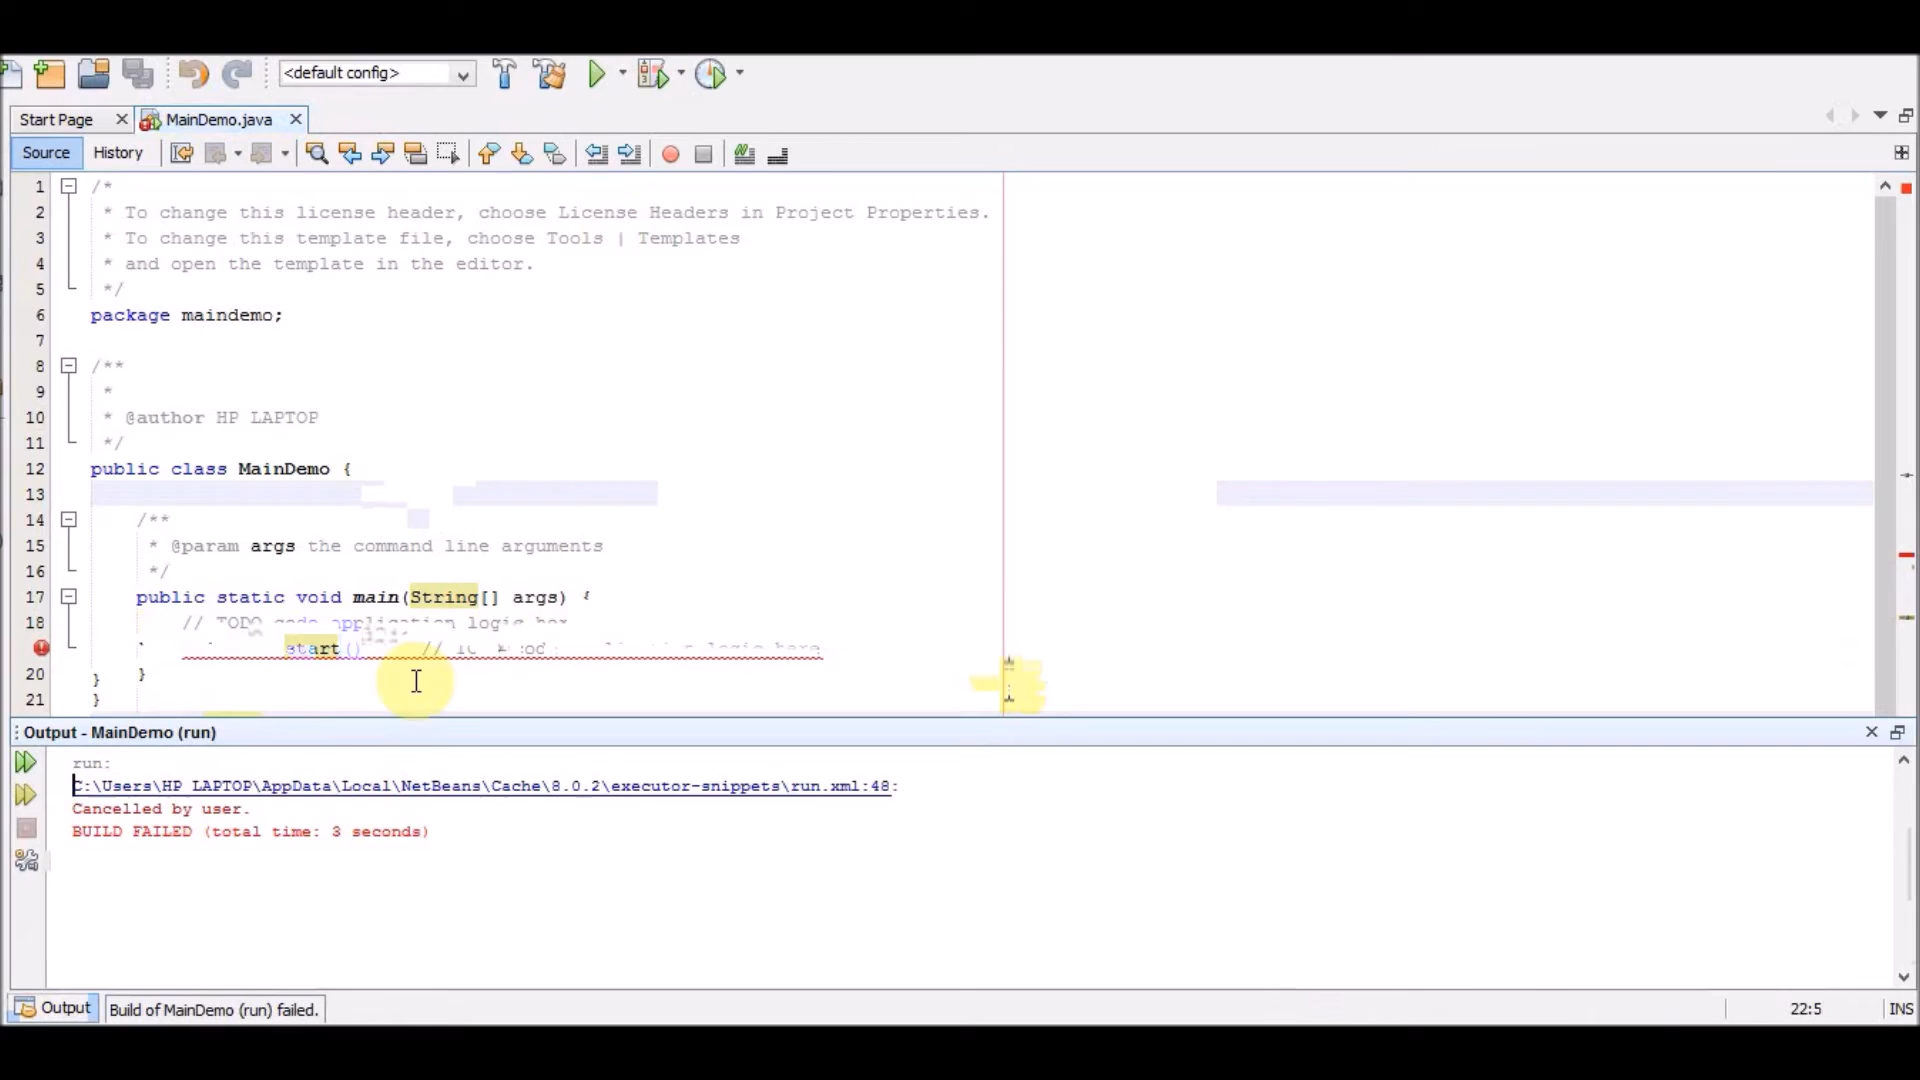 <default config>
Start Page
MainDemo.java
Source History
1 /*
2 * To change this license header, choose License Headers in Project Properties.
3 * To change this template file, choose Tools | Templates
4 * and open the template in the editor.
5 */
6 package maindemo;
7
8 /**
9 *
10 * @author HP LAPTOP
11 */
12 public class MainDemo {
13
14 /**
15 * @param args the command line arguments
16 */
17 public static void main(String[] args) {
18 // TODO code application logic
start() //
20 } }
21 }
Output - MainDemo (run)
run:
C:\Users\HP LAPTOP\AppData\Local\NetBeans\Cache\8.0.2\executor-snippets\run.xml:48:
Cancelled by user.
BUILD FAILED (total time: 3 seconds)
Output
Build of MainDemo (run) failed.
22:5
INS